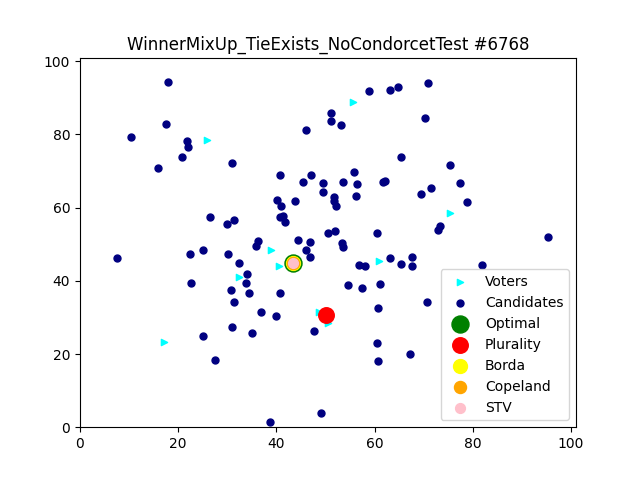 WinnerMixUp_TieExists_NoCondorcetTest #6768
100
80
60
40
20
0
0 20 40 60 80 100
Voters
Candidates
Optimal
Plurality
Borda
Copeland
STV